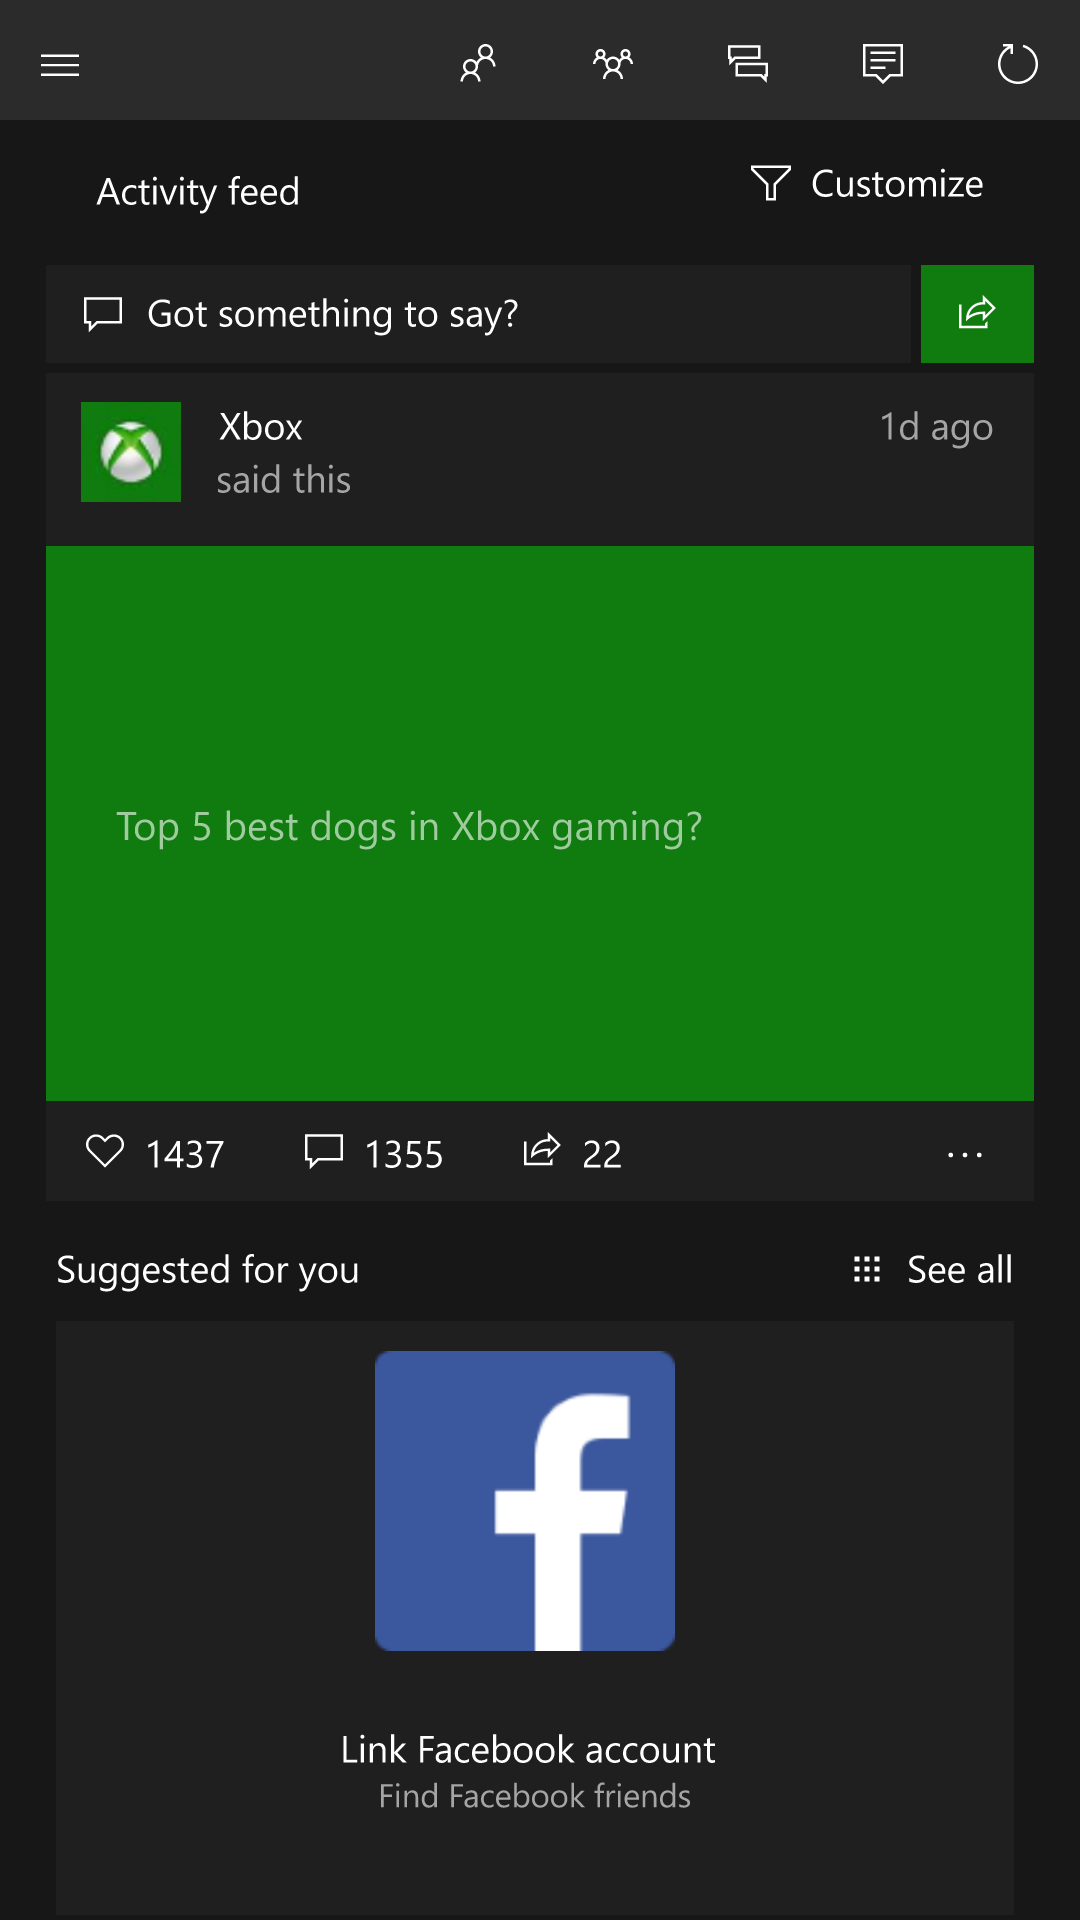 Activity feed
Customize
Got something to say?
Xbox
1d ago
said this
Top 5 best dogs in Xbox gaming?
1437
1355
22
Suggested for you
See all
f
Link Facebook account
Find Facebook friends